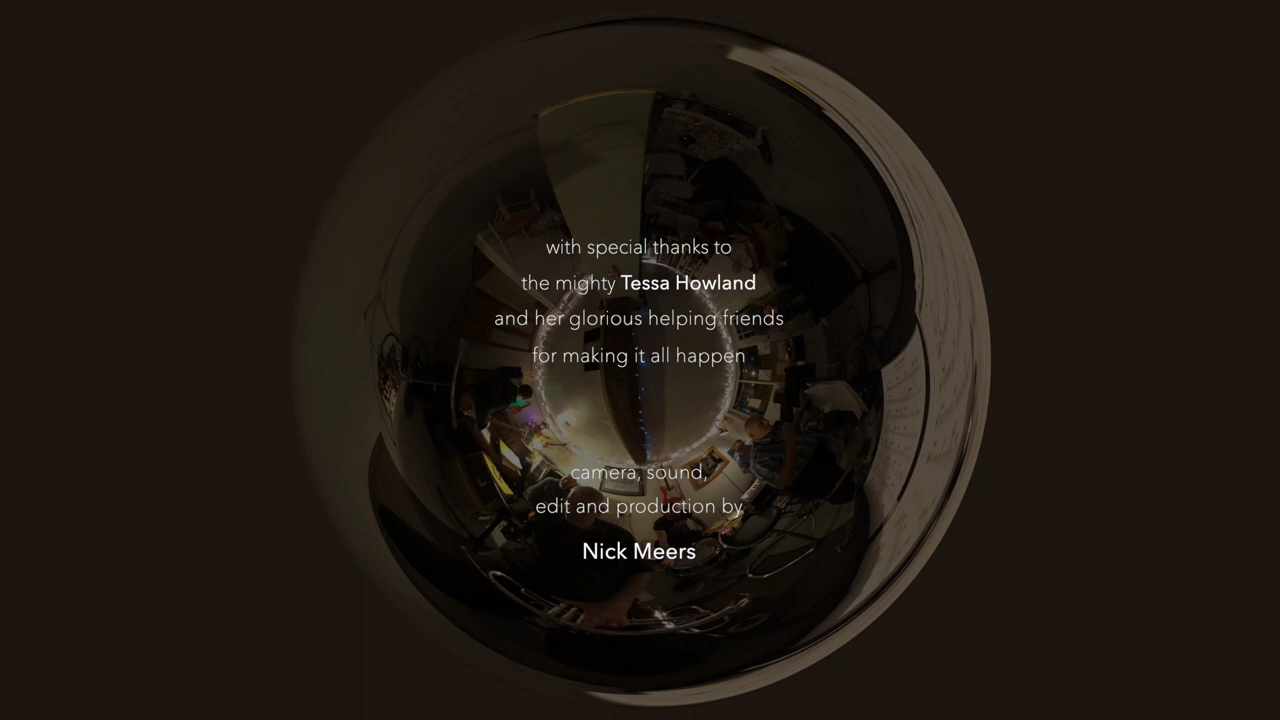 with special thanks to
the mighty Tessa Howland
and her glorious helping friends
for making it all happen
camera, sound,
edit and production by
Nick Meers